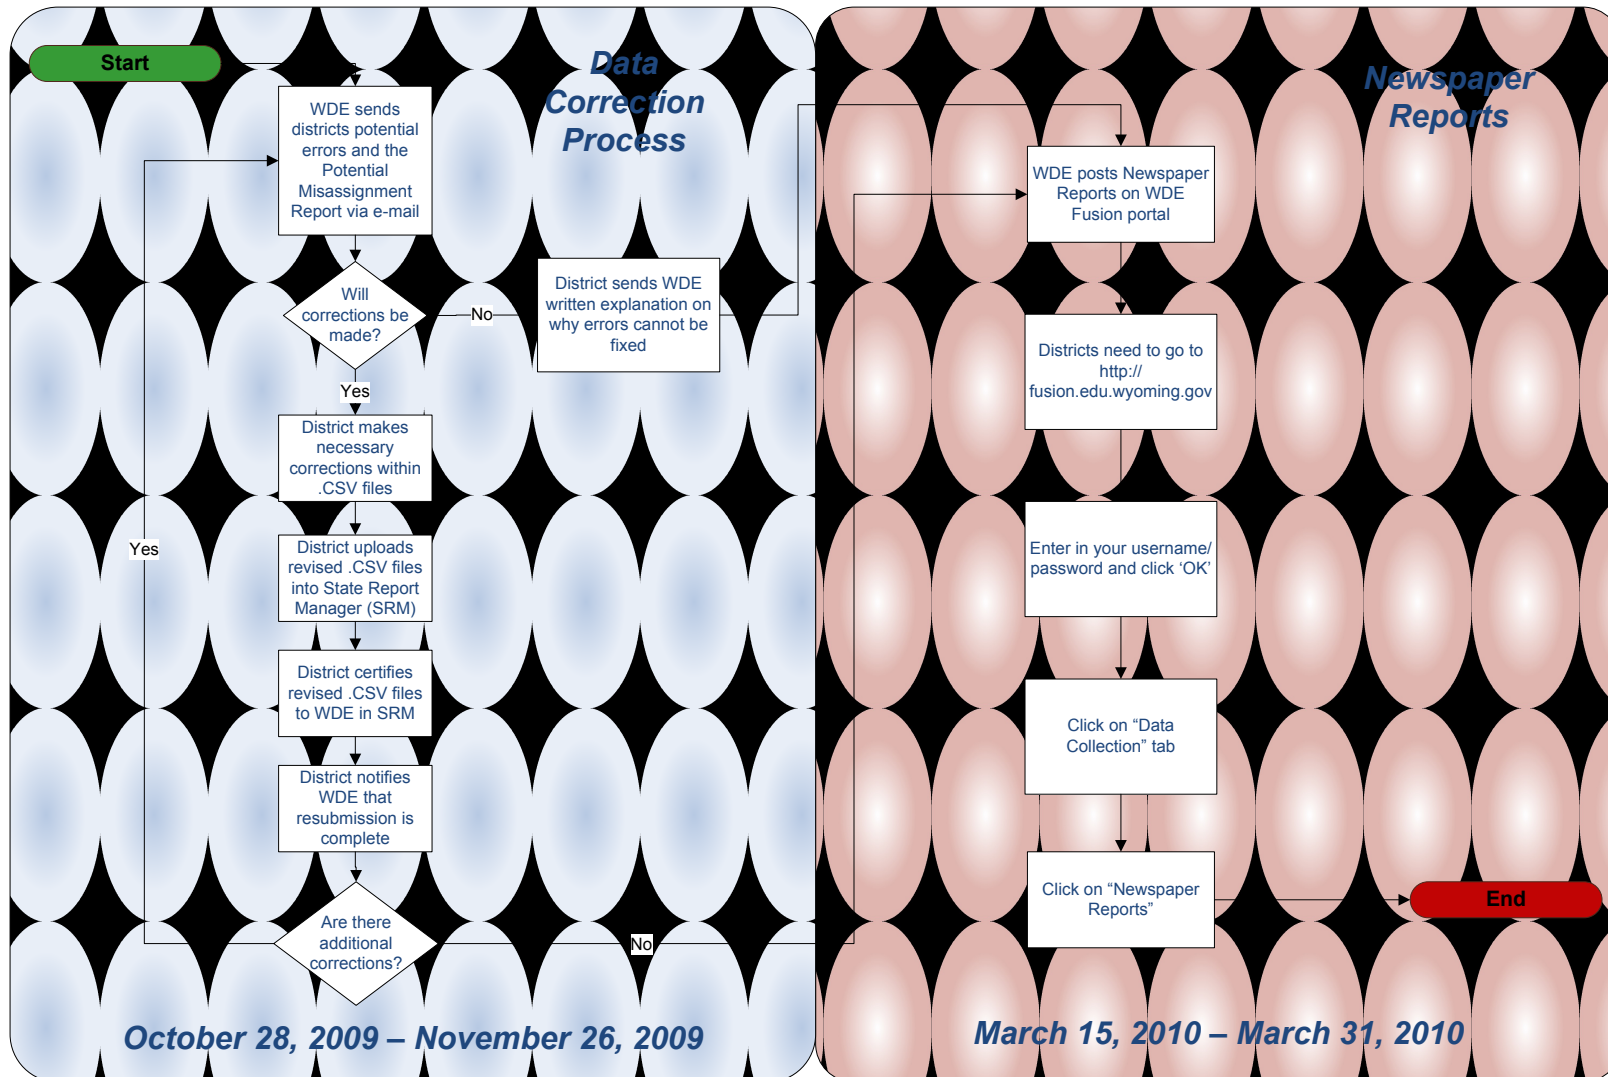 Start
Data
Correction
Process
WDE sends
districts potential
errors and the
Potential
Misassignment
Report via e-mail
Will
corrections be
made?
No
District sends WDE
written explanation on
why errors cannot be
fixed
Yes
District makes
necessary
corrections within
.CSV files
District uploads
revised .CSV files
into State Report
Manager (SRM)
Yes
District certifies
revised .CSV files
to WDE in SRM
District notifies
WDE that
resubmission is
complete
Are there
additional
corrections?
No
October 28, 2009 – November 26, 2009
Newspaper
Reports
WDE posts Newspaper
Reports on WDE
Fusion portal
Districts need to go to
http://
fusion.edu.wyoming.gov
Enter in your username/
password and click ‘OK’
Click on “Data
Collection” tab
Click on “Newspaper
Reports”
End
March 15, 2010 – March 31, 2010